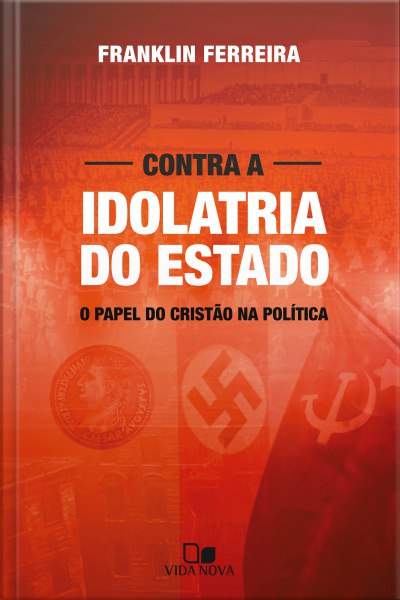 FRANKLIN FERREIRA
CONTRA A
IDOLATRIA
DO ESTADO
O PAPEL DO CRISTÃO NA POLÍTICA
VIDA NOVA